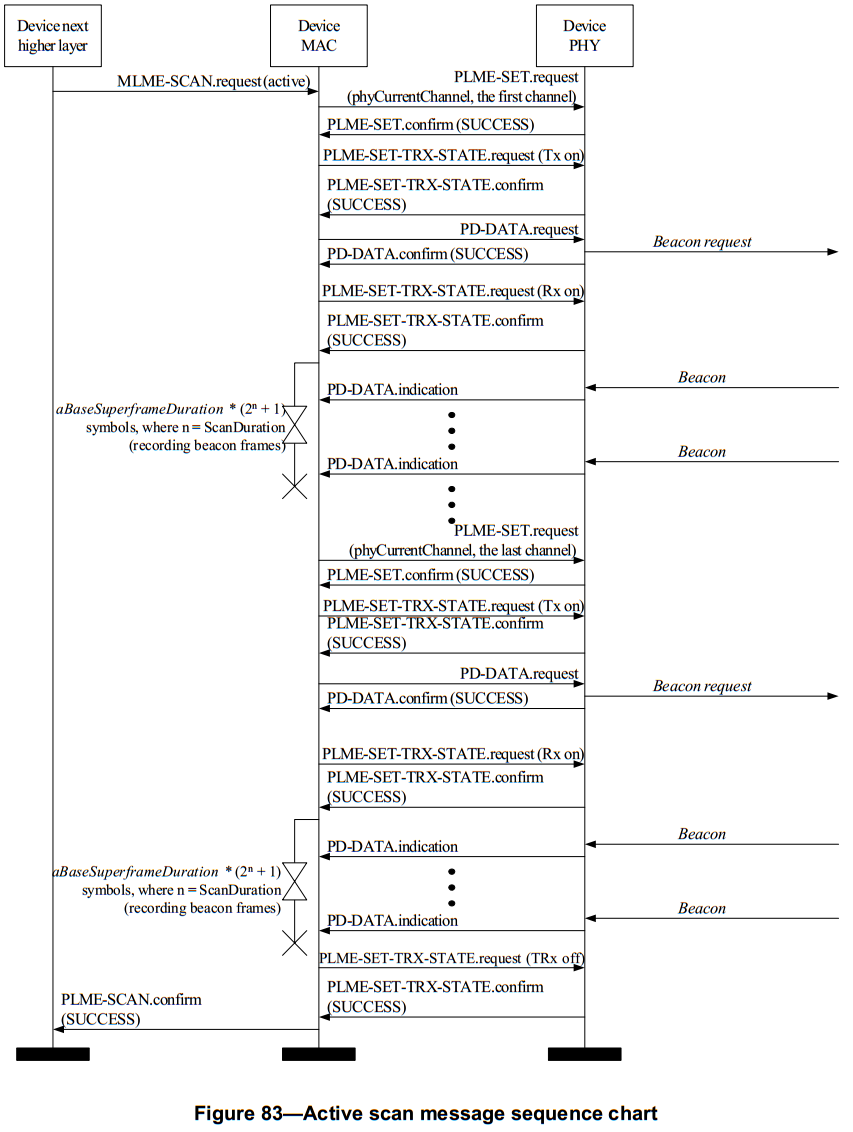 Device next
higher layer
Device
MAC
Device
PHY
MLME-SCAN.request (active)
PLME-SET.request
(phyCurrentChannel, the first channel)
PLME-SET.confirm (SUCCESS)
PLME-SET-TRX-STATE.request (Tx on)
PLME-SET-TRX-STATE.confirm
(SUCCESS)
PD-DATA.request
Beacon request
PD-DATA.confirm (SUCCESS)
PLME-SET-TRX-STATE.request (Rx on)
PLME-SET-TRX-STATE.confirm
(SUCCESS)
Beacon
PD-DATA.indication
aBaseSuperframeDuration * (2ⁿ + 1)
symbols, where n = ScanDuration
(recording beacon frames)
Beacon
PD-DATA.indication
PLME-SET.request
(phyCurrentChannel, the last channel)
PLME-SET.confirm (SUCCESS)
PLME-SET-TRX-STATE.request (Tx on)
PLME-SET-TRX-STATE.confirm
(SUCCESS)
PD-DATA.request
Beacon request
PD-DATA.confirm (SUCCESS)
PLME-SET-TRX-STATE.request (Rx on)
PLME-SET-TRX-STATE.confirm
(SUCCESS)
Beacon
PD-DATA.indication
aBaseSuperframeDuration * (2ⁿ + 1)
symbols, where n = ScanDuration
(recording beacon frames)
Beacon
PD-DATA.indication
PLME-SET-TRX-STATE.request (TRx off)
PLME-SET-TRX-STATE.confirm
(SUCCESS)
PLME-SCAN.confirm
(SUCCESS)
Figure 83—Active scan message sequence chart